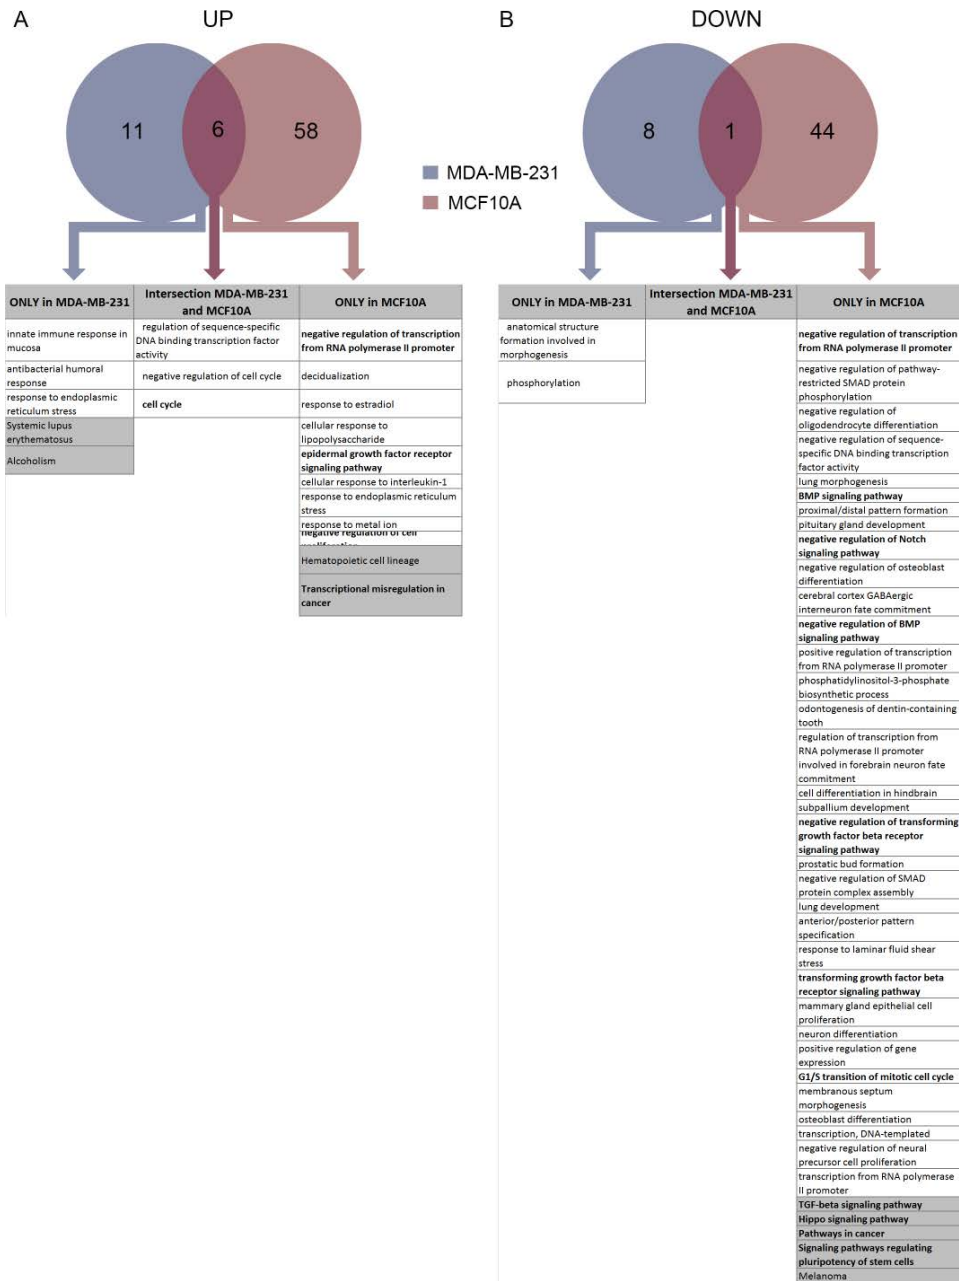 A
UP
11
6
58
B
DOWN
8
1
44
MDA-MB-231
MCF10A
ONLY in MDA-MB-231
innate immune response in
mucosa
antibacterial humoral
response
response to endoplasmic
reticulum stress
Systemic lupus
erythematosus
Alcoholism
Intersection MDA-MB-231
and MCF10A
regulation of sequence-specific
DNA binding transcription factor
activity
negative regulation of cell cycle
cell cycle
ONLY in MCF10A
negative regulation of transcription
from RNA polymerase II promoter
decidualization
response to estradiol
cellular response to
lipopolysaccharide
epidermal growth factor receptor
signaling pathway
cellular response to interleukin-1
response to endoplasmic reticulum
stress
response to metal ion
negative regulation of cell
proliferation
Hematopoietic cell lineage
Transcriptional misregulation in
cancer
ONLY in MDA-MB-231
anatomical structure
formation involved in
morphogenesis
phosphorylation
Intersection MDA-MB-231
and MCF10A
ONLY in MCF10A
negative regulation of transcription
from RNA polymerase II promoter
negative regulation of pathway-
restricted SMAD protein
phosphorylation
negative regulation of
oligodendrocyte differentiation
negative regulation of sequence-
specific DNA binding transcription
factor activity
lung morphogenesis
BMP signaling pathway
proximal/distal pattern formation
pituitary gland development
negative regulation of Notch
signaling pathway
negative regulation of osteoblast
differentiation
cerebral cortex GABAergic
interneuron fate commitment
negative regulation of BMP
signaling pathway
positive regulation of transcription
from RNA polymerase II promoter
phosphatidylinositol-3-phosphate
biosynthetic process
odontogenesis of dentin-containing
tooth
regulation of transcription from
RNA polymerase II promoter
involved in forebrain neuron fate
commitment
cell differentiation in hindbrain
subpallium development
negative regulation of transforming
growth factor beta receptor
signaling pathway
prostatic bud formation
negative regulation of SMAD
protein complex assembly
lung development
anterior/posterior pattern
specification
response to laminar fluid shear
stress
transforming growth factor beta
receptor signaling pathway
mammary gland epithelial cell
proliferation
neuron differentiation
positive regulation of gene
expression
G1/S transition of mitotic cell cycle
membranous septum
morphogenesis
osteoblast differentiation
transcription, DNA-templated
negative regulation of neural
precursor cell proliferation
transcription from RNA polymerase
II promoter
TGF-beta signaling pathway
Hippo signaling pathway
Pathways in cancer
Signaling pathways regulating
pluripotency of stem cells
Melanoma